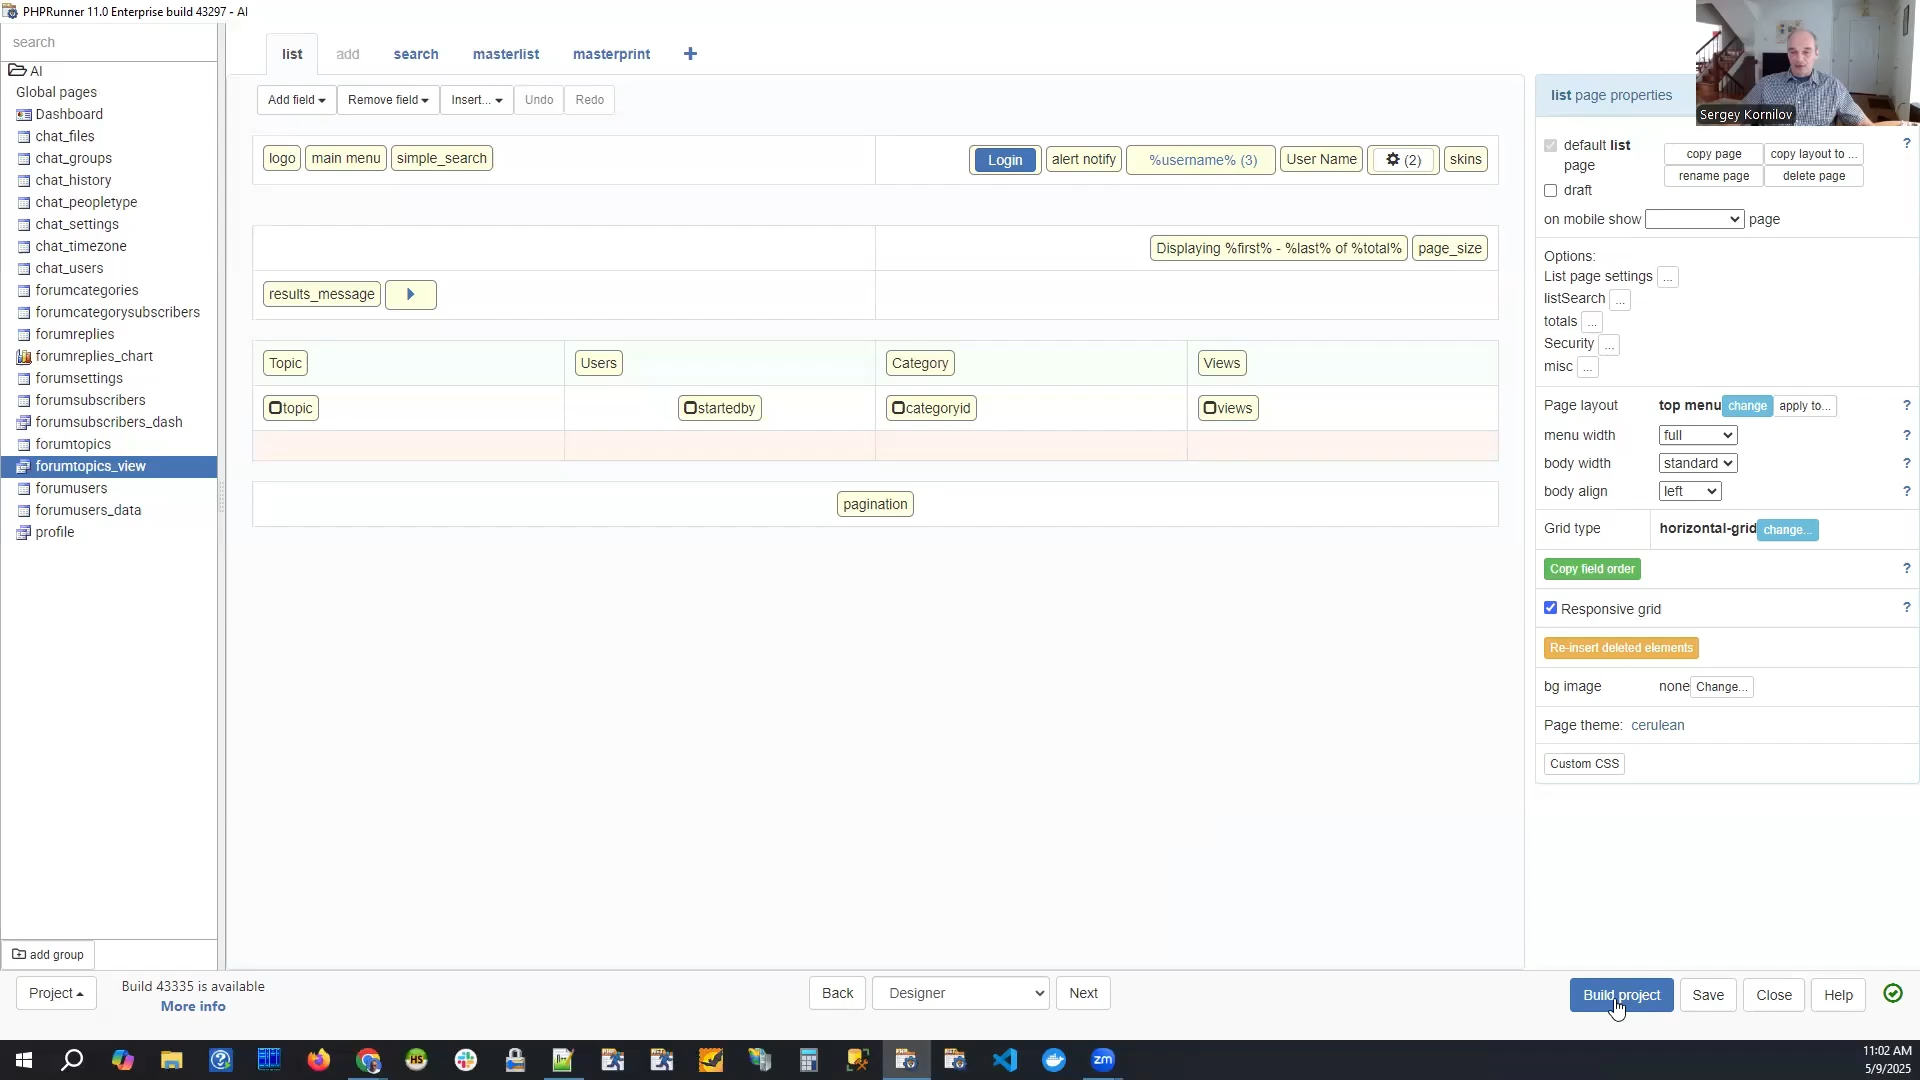 PHPRunner 11.0 Enterprise build 43297 - AI
search
AI
Global pages
Dashboard
chat_files
chat_groups
chat_history
chat_peopletype
chat_settings
chat_timezone
chat_users
forumcategories
forumcategorysubscribers
forumreplies
forumreplies_chart
forumsettings
forumsubscribers
forumsubscribers_dash
forumtopics
forumtopics_view
forumusers
forumusers_data
profile
add group
list add search masterlist masterprint +
Add field Remove field Insert... Undo Redo
logo main menu simple_search Login alert notify %username% (3) User Name (2) skins
Displaying %first% - %last% of %total% page_size
results_message
Topic Users Category Views
topic startedby categoryid views
pagination
Sergey Kornilov
list page properties
default list page
copy page copy layout to ... ?
rename page delete page
draft
on mobile show page
Options:
List page settings ...
listSearch ...
totals ...
Security ...
misc ...
Page layout top menu change apply to... ?
menu width full ?
body width standard ?
body align left ?
Grid type horizontal-grid change...
Copy field order ?
Responsive grid ?
Re-insert deleted elements
bg image none Change...
Page theme: cerulean
Custom CSS
Project
Build 43335 is available
More info
Back Designer Next
Build project Save Close Help
HS
zm
11:02 AM
5/9/2025